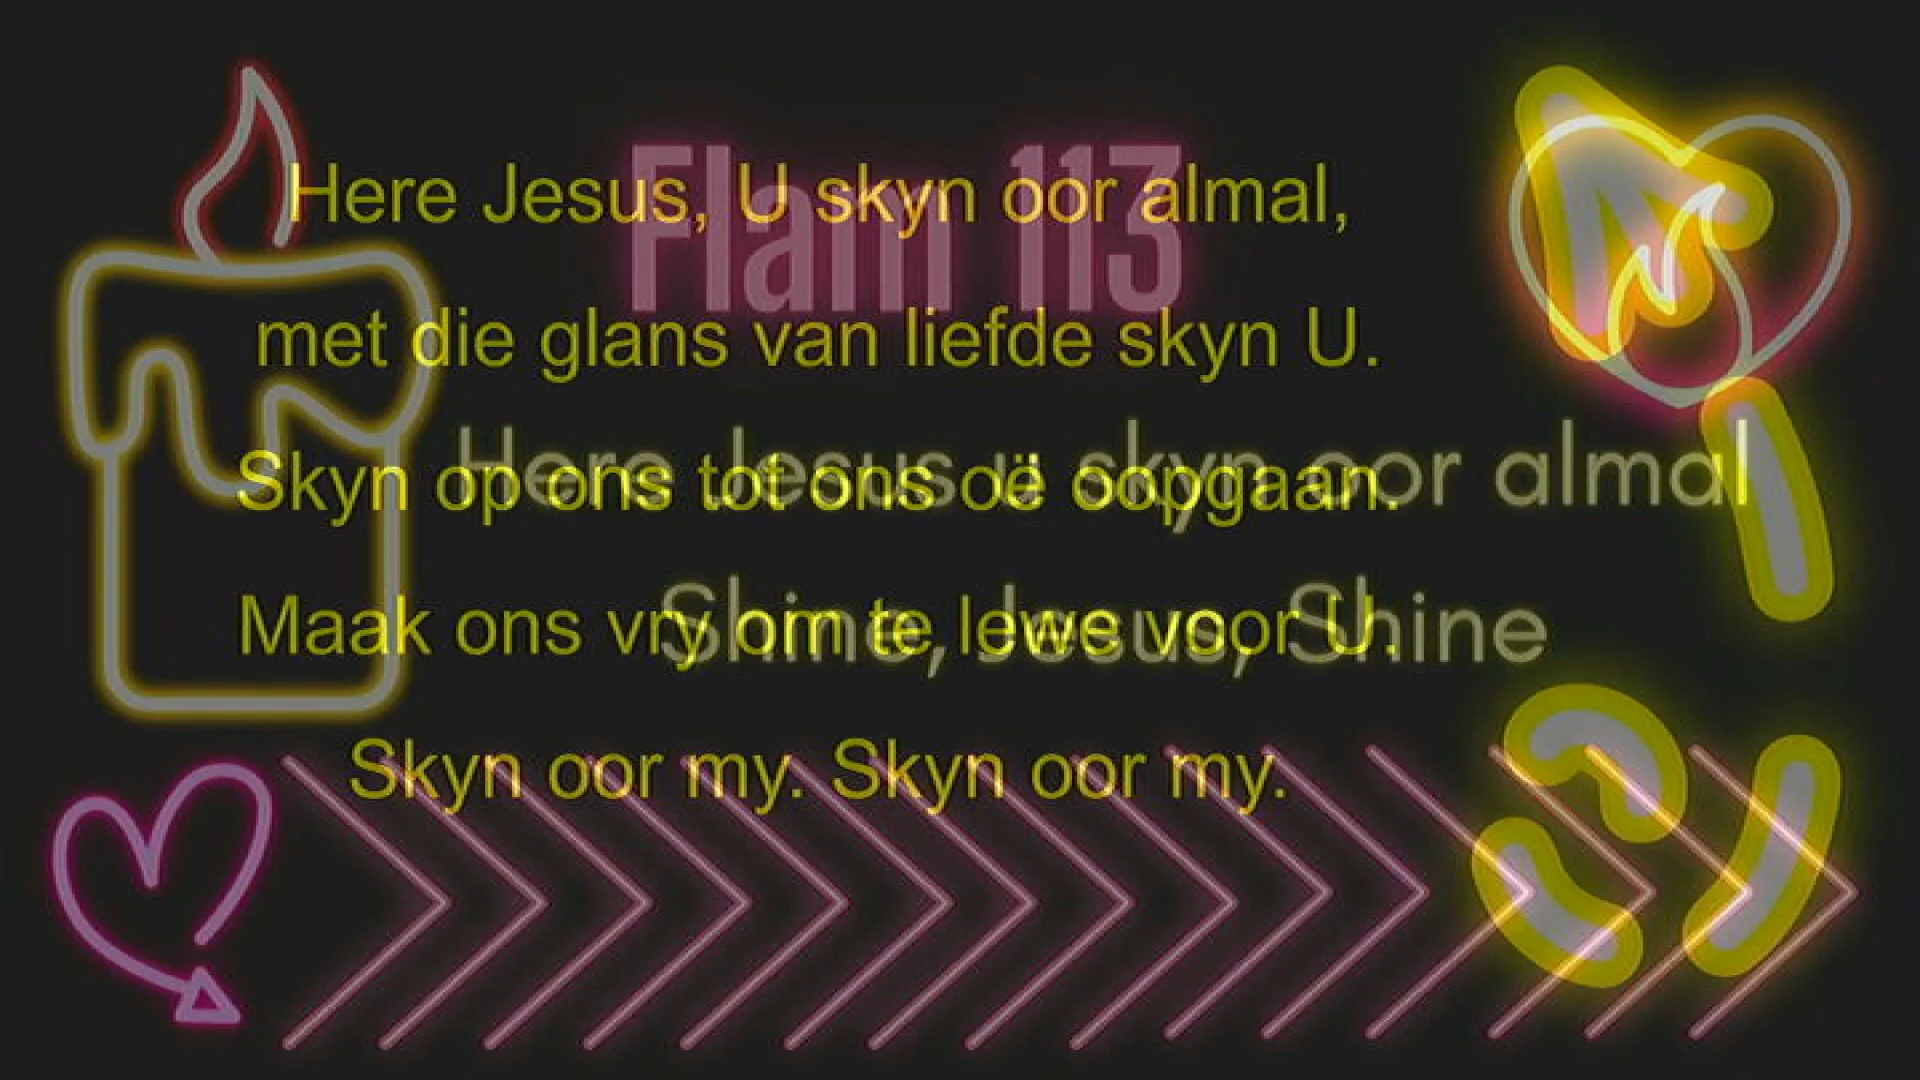 Flam 113
Here Jesus, U skyn oor almal,
met die glans van liefde skyn U.
Here Jesus u skyn oor almal
Skyn op ons tot ons oë oopgaan.
Shine, Jesus, Shine
Maak ons vry om te lewe voor U.
Skyn oor my. Skyn oor my.